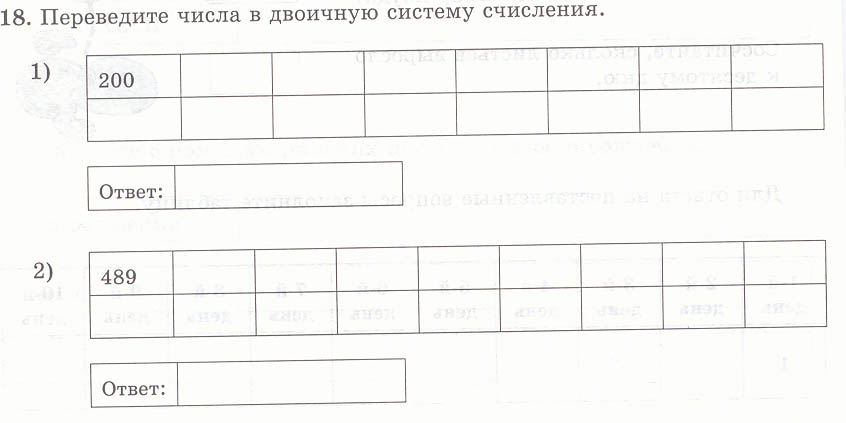 18. Переведите числа в двоичную систему счисления.
1)
200
Ответ:
2)
489
Ответ: